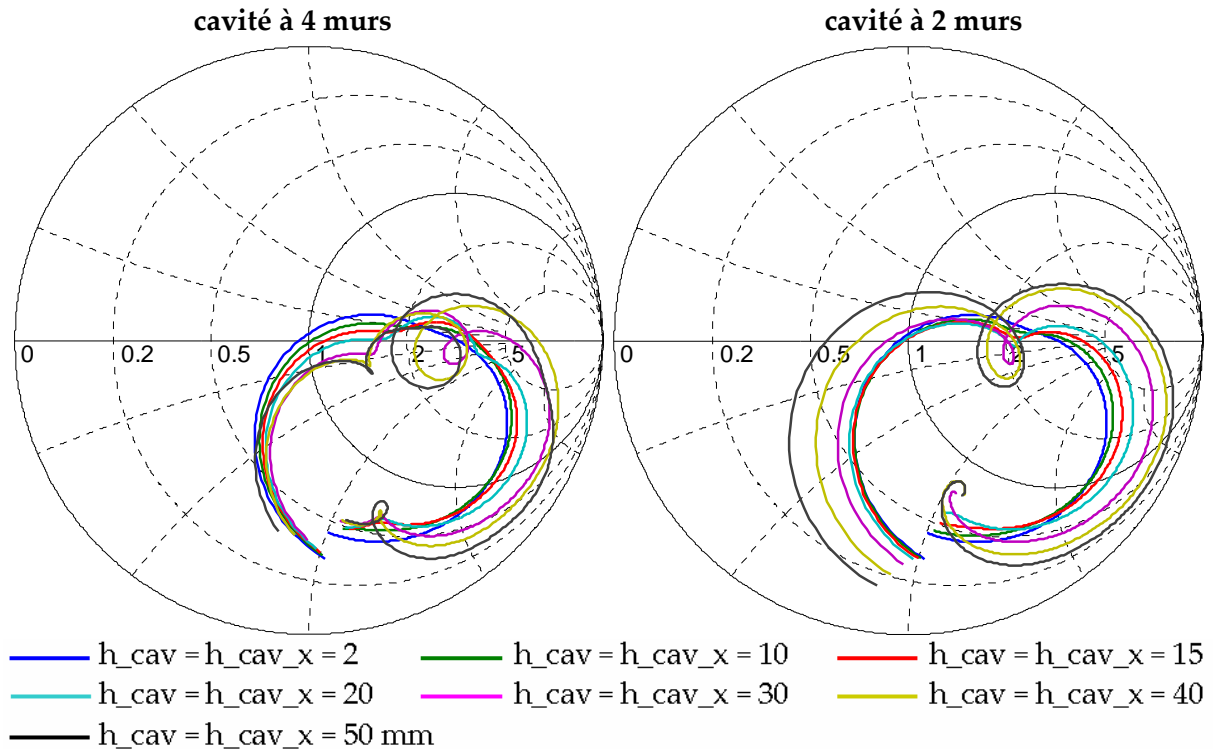 cavité à 4 murs
cavité à 2 murs
0 0.2 0.5 1 2 5
0 0.2 0.5 1 2 5
h_cav = h_cav_x = 2
h_cav = h_cav_x = 10
h_cav = h_cav_x = 15
h_cav = h_cav_x = 20
h_cav = h_cav_x = 30
h_cav = h_cav_x = 40
h_cav = h_cav_x = 50 mm